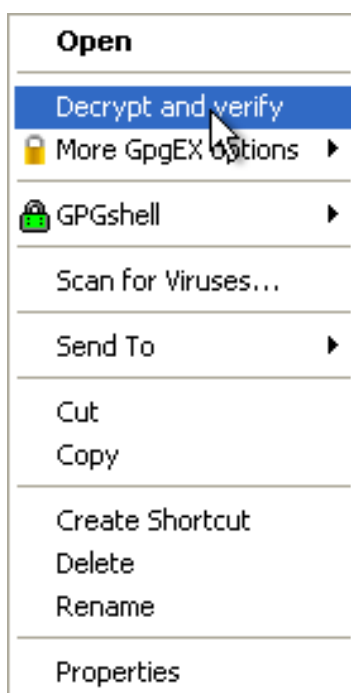 Open
Decrypt and verify
More GpgEX options
GPGshell
Scan for Viruses...
Send To
Cut
Copy
Create Shortcut
Delete
Rename
Properties